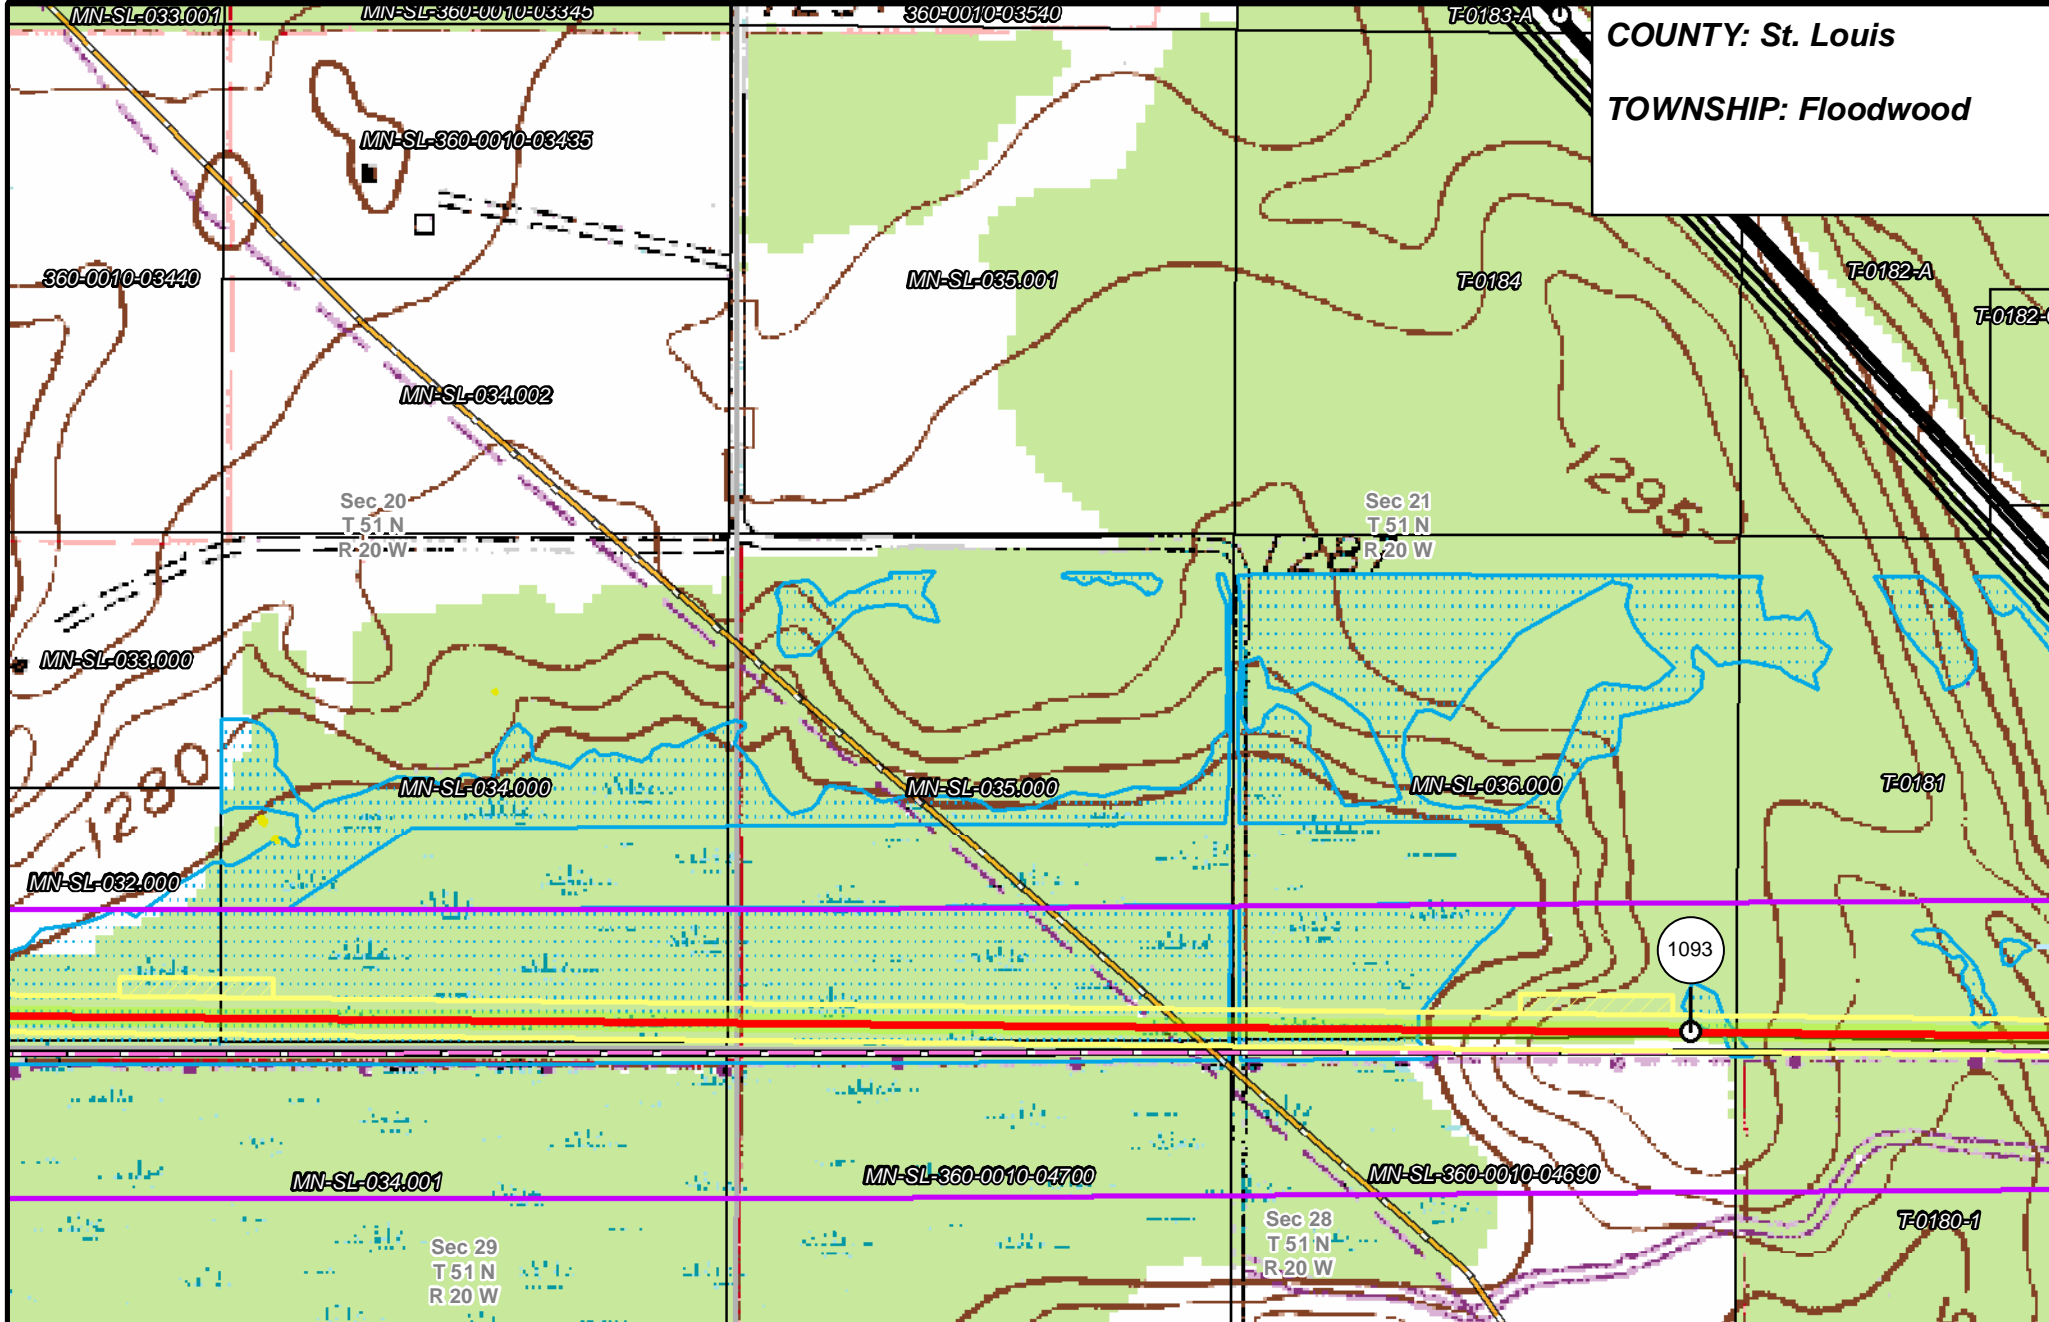 MN-SL-033.001
MN-SL-360-0010-03345
360-0010-03540
T-0183-A
COUNTY: St. Louis
TOWNSHIP: Floodwood
MN-SL-360-0010-03435
360-0010-03440
MN-SL-035.001
T-0184
T-0182-A
MN-SL-034.002
1295
Sec 20
T 51 N
R 20 W
Sec 21
T 51 N
R 20 W
1287
MN-SL-033.000
1280
MN-SL-034.000
MN-SL-035.000
MN-SL-036.000
T-0181
MN-SL-032.000
1093
MN-SL-034.001
MN-SL-360-0010-04700
MN-SL-360-0010-04690
T-0180-1
Sec 29
T 51 N
R 20 W
Sec 28
T 51 N
R 20 W